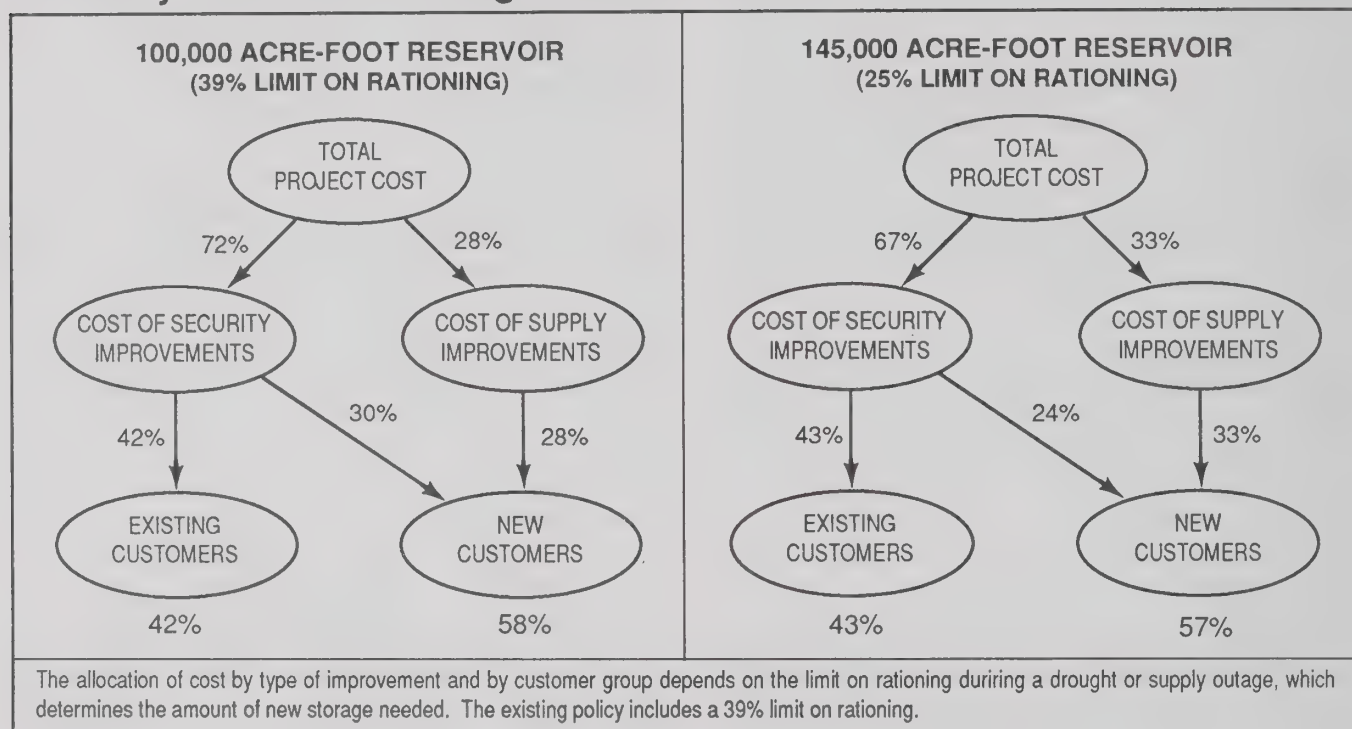 100,000 ACRE-FOOT RESERVOIR
(39% LIMIT ON RATIONING)
TOTAL
PROJECT COST
72%
28%
COST OF SECURITY
IMPROVEMENTS
COST OF SUPPLY
IMPROVEMENTS
42%
30%
28%
EXISTING
CUSTOMERS
NEW
CUSTOMERS
42%
58%
145,000 ACRE-FOOT RESERVOIR
(25% LIMIT ON RATIONING)
TOTAL
PROJECT COST
67%
33%
COST OF SECURITY
IMPROVEMENTS
COST OF SUPPLY
IMPROVEMENTS
43%
24%
33%
EXISTING
CUSTOMERS
NEW
CUSTOMERS
43%
57%
The allocation of cost by type of improvement and by customer group depends on the limit on rationing duriring a drought or supply outage, which
determines the amount of new storage needed. The existing policy includes a 39% limit on rationing.